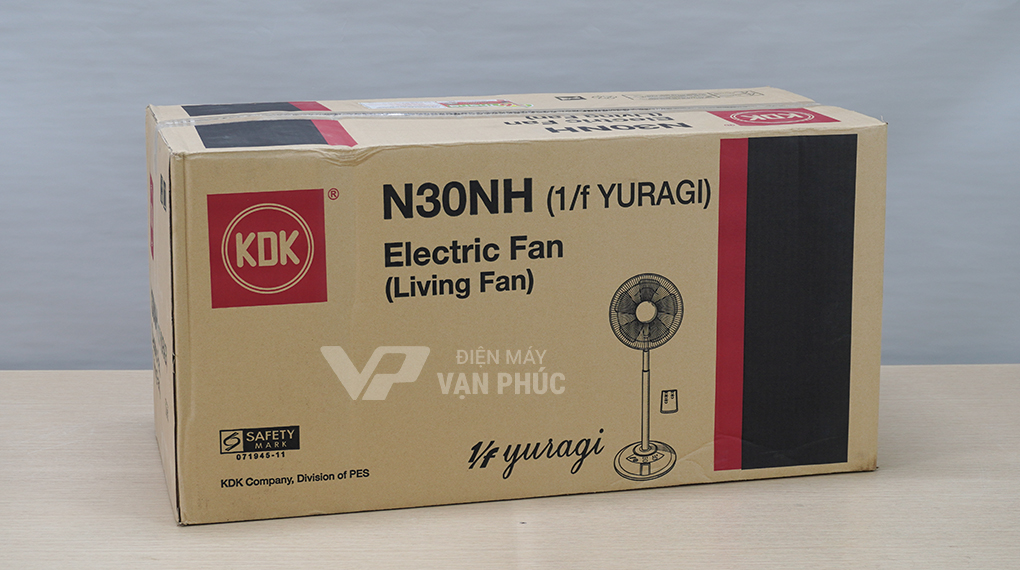 N30NH
KDK
KDK
®
N30NH (1/f YURAGI)
Electric Fan
(Living Fan)
ĐIỆN MÁY
VẠN PHÚC
SAFETY
MARK
071945-11
1/f yuragi
KDK Company, Division of PES